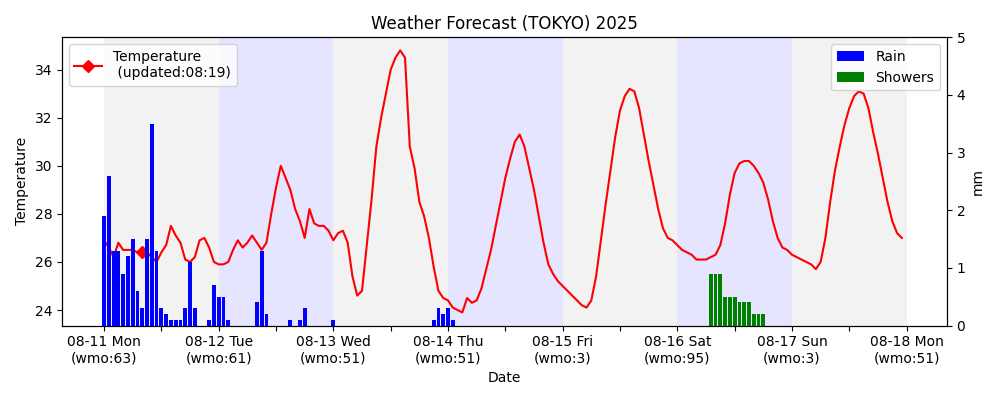 Weather Forecast (TOKYO) 2025
Temperature
(updated:08:19)
Rain
Showers
Temperature
34
32
30
28
26
24
5
4
3
2
1
0
mm
08-11 Mon 08-12 Tue 08-13 Wed 08-14 Thu 08-15 Fri 08-16 Sat 08-17 Sun 08-18 Mon
(wmo:63) (wmo:61) (wmo:51) (wmo:51) (wmo:3) (wmo:95) (wmo:3) (wmo:51)
Date